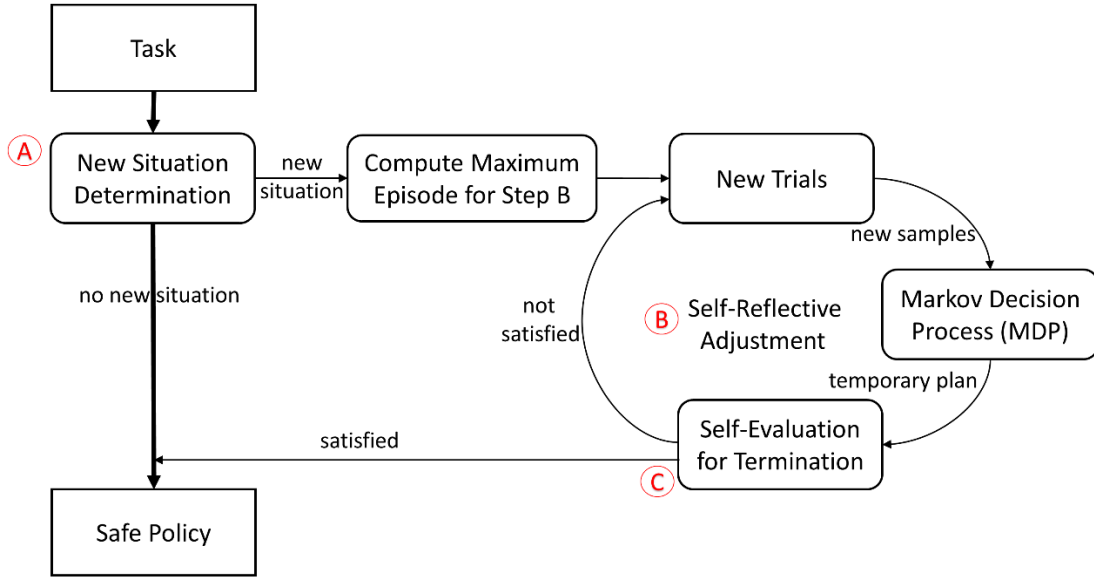 Task
A
New Situation
Determination
new
situation
Compute Maximum
Episode for Step B
New Trials
new samples
no new situation
not
satisfied
B
Self-Reflective
Adjustment
Markov Decision
Process (MDP)
temporary plan
satisfied
Self-Evaluation
for Termination
C
Safe Policy